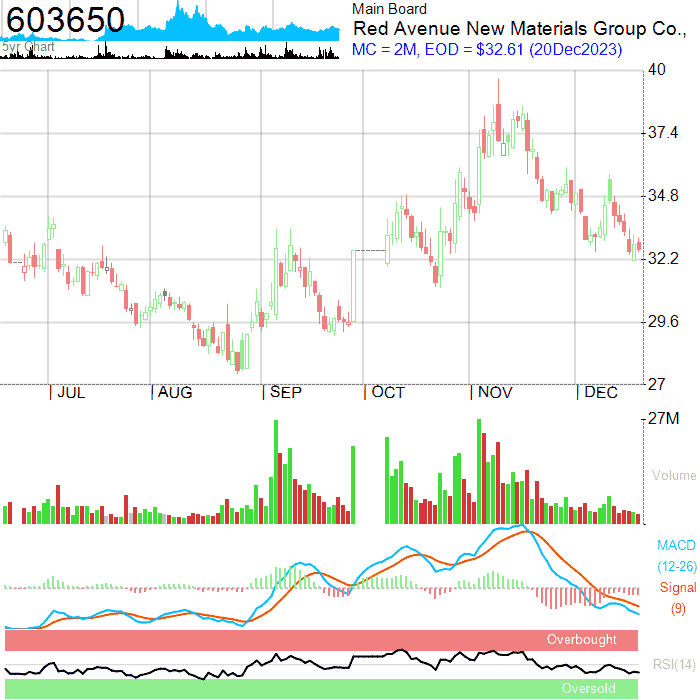 603650
5yr Chart
Main Board
Red Avenue New Materials Group Co.,
MC = 2M, EOD = $32.61 (20Dec2023)
40
37.4
34.8
32.2
29.6
27
JUL AUG SEP OCT NOV DEC
27M
Volume
MACD
(12-26)
Signal
(9)
Overbought
RSI(14)
Oversold